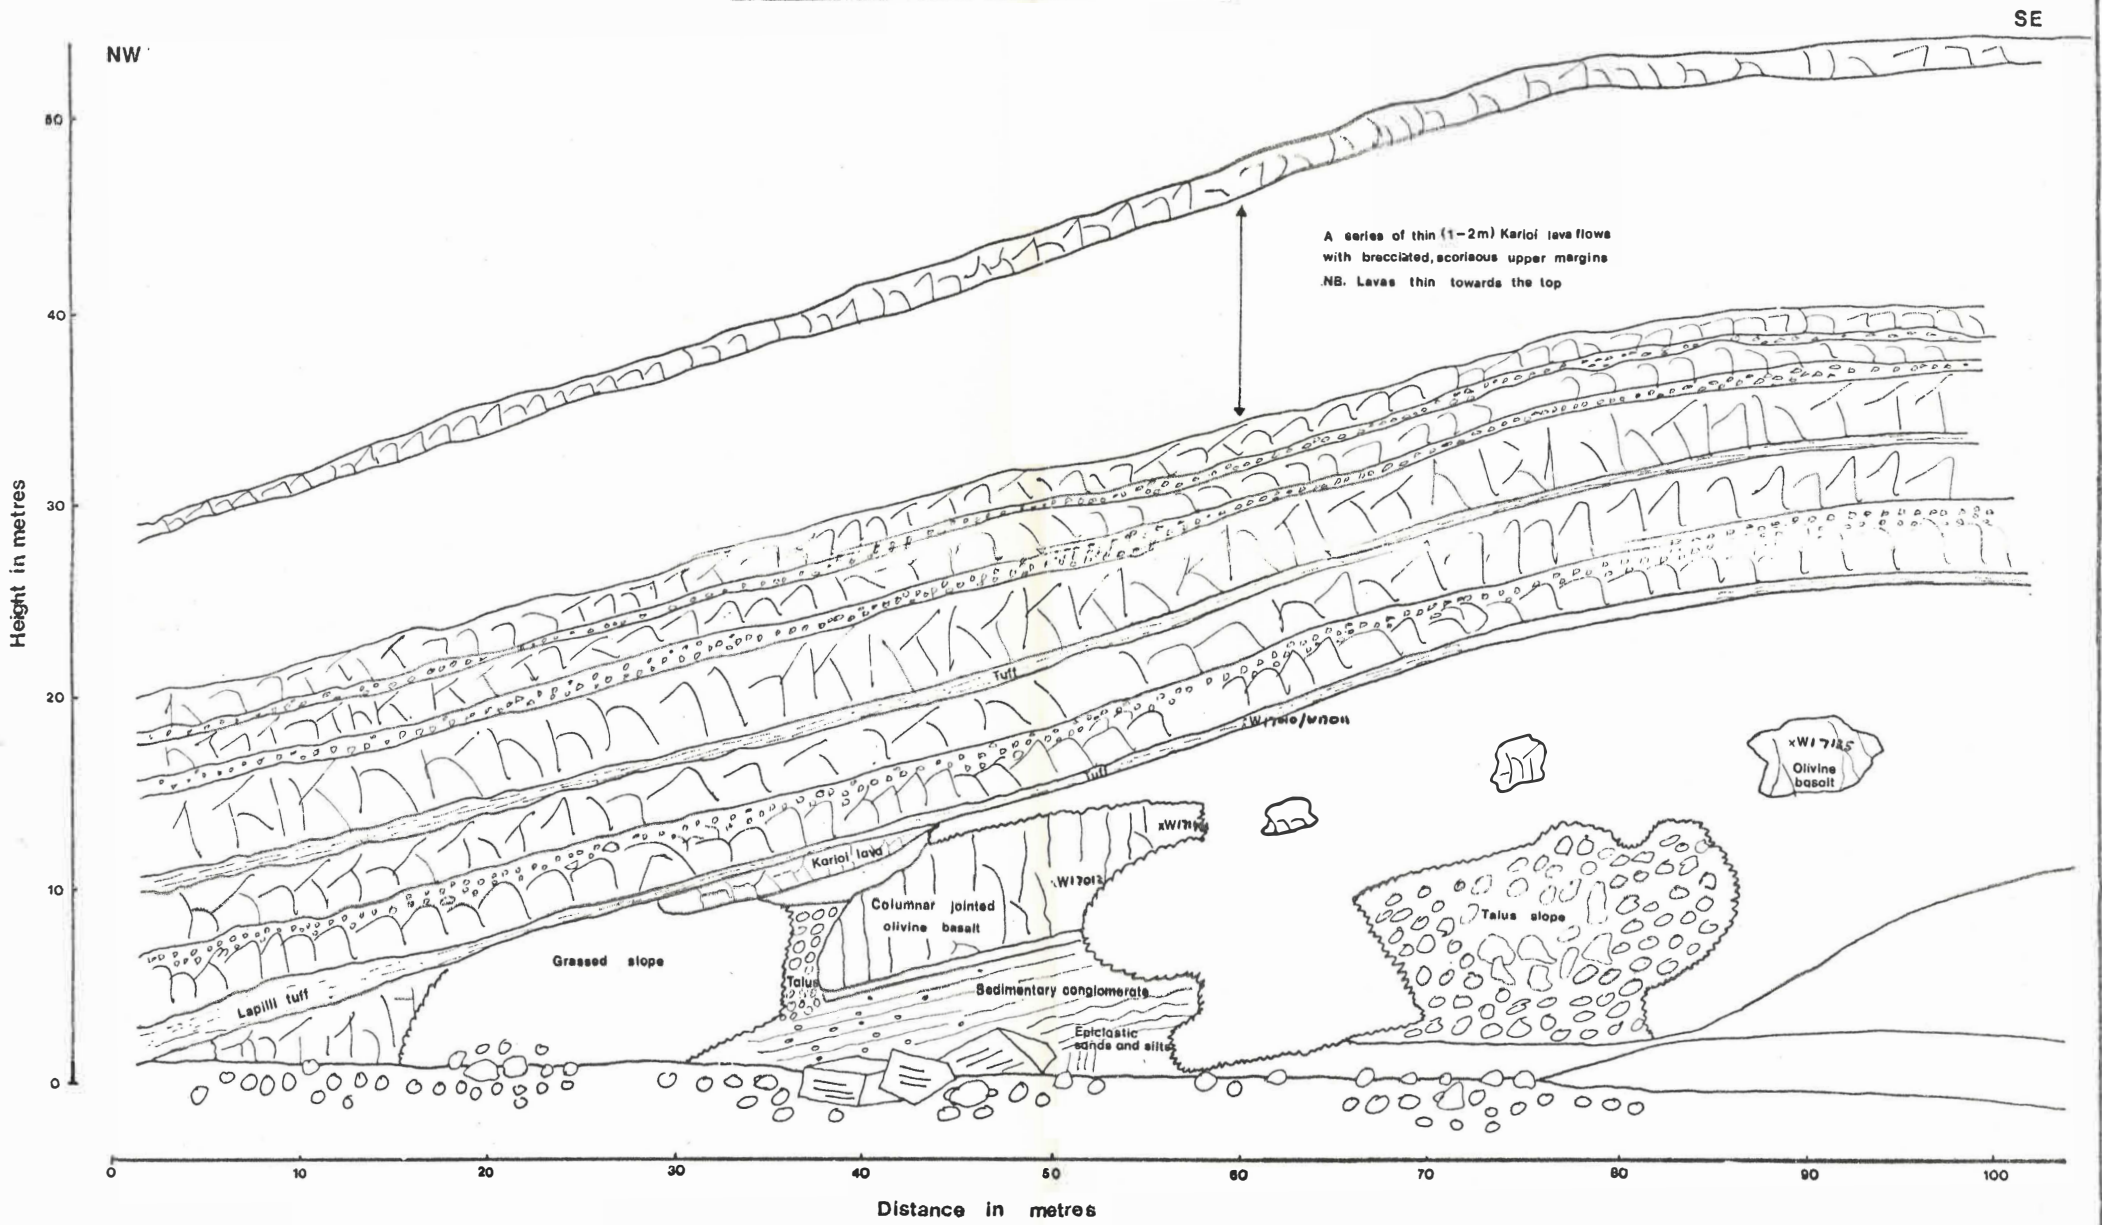 SE
NW
50
40
30
20
10
0
Height in metres
A series of thin (1-2m) Karioi lava flows
with brecciated, scoriaous upper margins
NB. Lavas thin towards the top
Tuff
Tuff
xW17125
Olivine
basalt
Karioi lava
W17012
Columnar jointed
olivine basalt
Talus slope
Grassed slope
Talus
Sedimentary conglomerate
Lapilli tuff
Epiclastic
sands and silts
0 10 20 30 40 50 60 70 80 90 100
Distance in metres